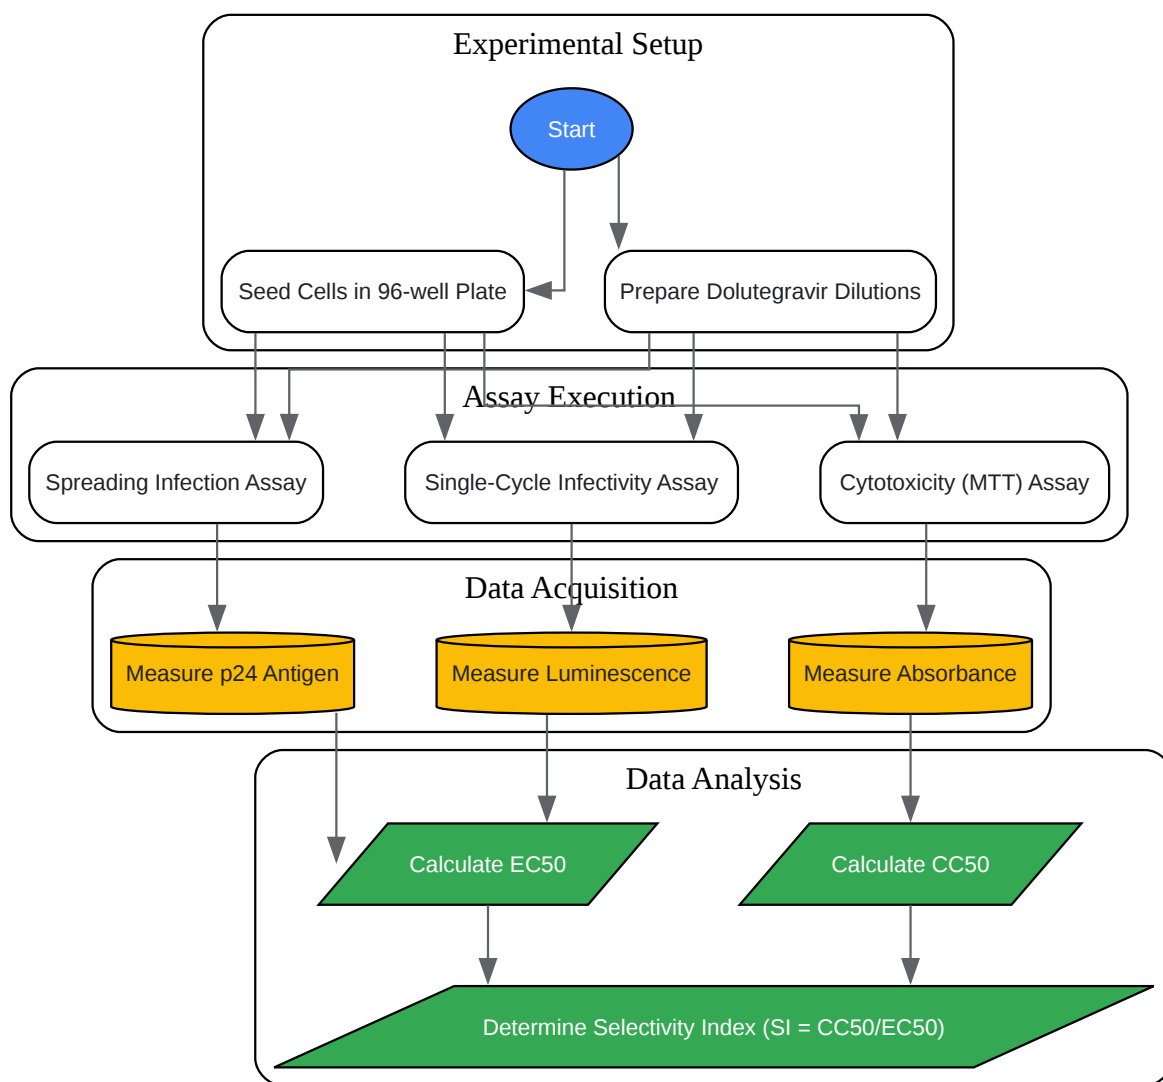 Experimental Setup
Start
Seed Cells in 96-well Plate
Prepare Dolutegravir Dilutions
Assay Execution
Spreading Infection Assay
Single-Cycle Infectivity Assay
Cytotoxicity (MTT) Assay
Data Acquisition
Measure p24 Antigen
Measure Luminescence
Measure Absorbance
Data Analysis
Calculate EC50
Calculate CC50
Determine Selectivity Index (SI = CC50/EC50)